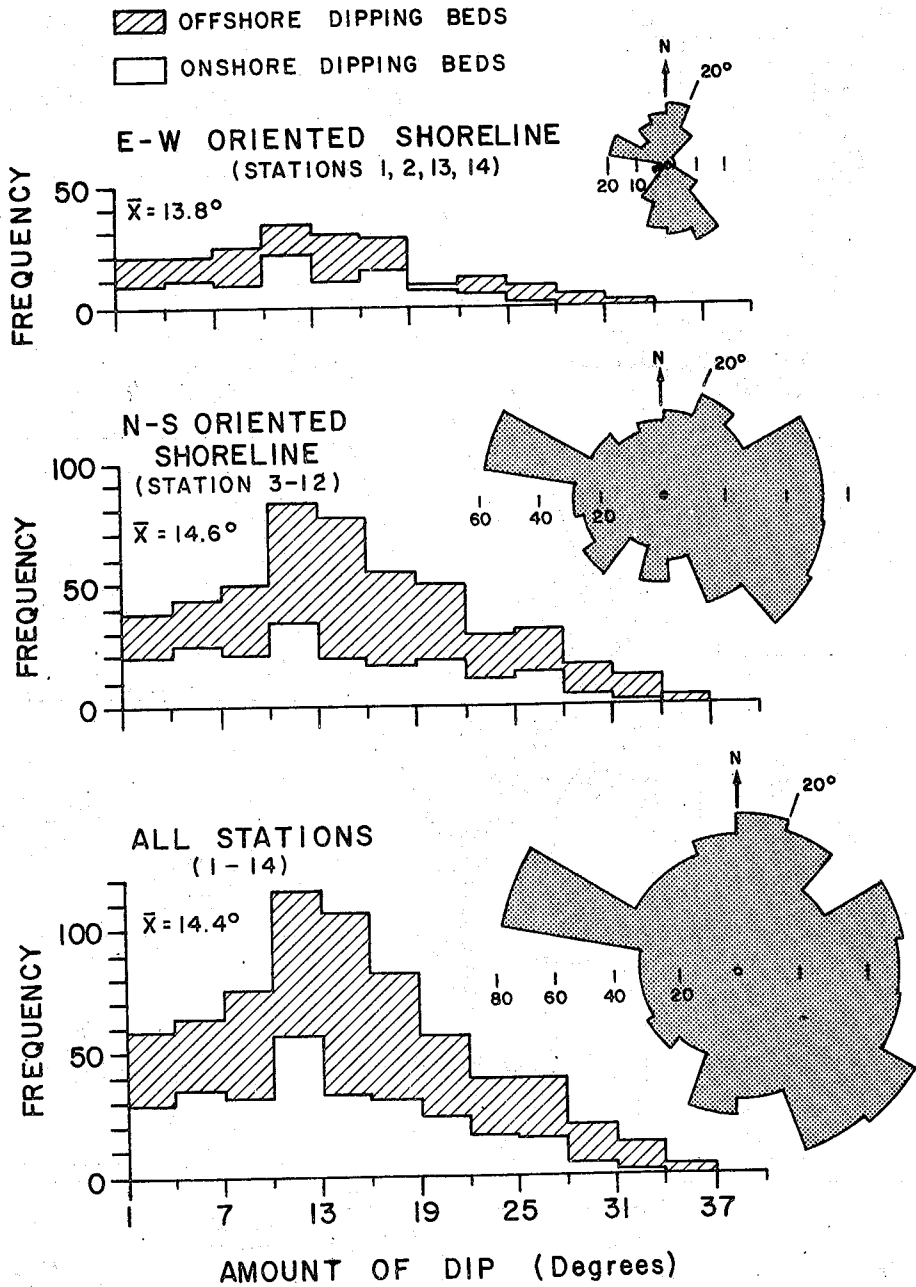 OFFSHORE DIPPING BEDS
ONSHORE DIPPING BEDS
E-W ORIENTED SHORELINE
(STATIONS 1, 2, 13, 14)
N
20°
20 10
FREQUENCY
50
0
X̄ = 13.8°
N-S ORIENTED
SHORELINE
(STATION 3-12)
N
20°
60 40 20
FREQUENCY
100
50
0
X̄ = 14.6°
ALL STATIONS
(1-14)
N
20°
80 60 40 20
FREQUENCY
100
50
0
X̄ = 14.4°
1 7 13 19 25 31 37
AMOUNT OF DIP (Degrees)